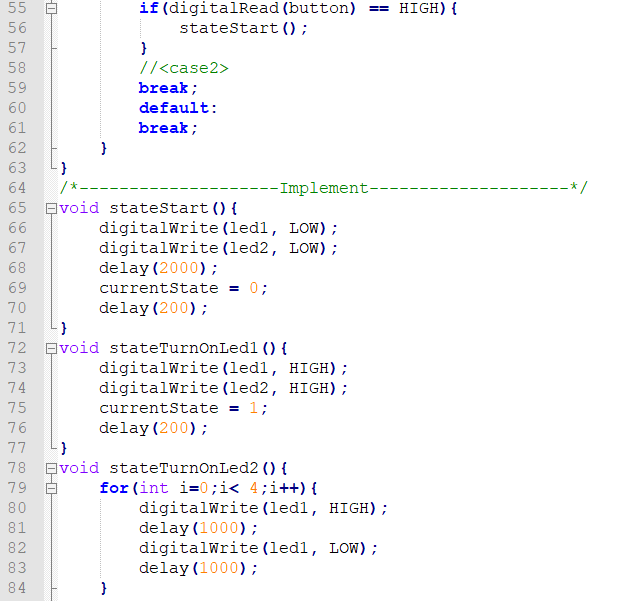 55 if(digitalRead(button) == HIGH){
56 stateStart();
57 }
58 //<case2>
59 break;
60 default:
61 break;
62 }
63 }
64 /*--------------------Implement--------------------*/
65 void stateStart(){
66 digitalWrite(led1, LOW);
67 digitalWrite(led2, LOW);
68 delay(2000);
69 currentState = 0;
70 delay(200);
71 }
72 void stateTurnOnLed1(){
73 digitalWrite(led1, HIGH);
74 digitalWrite(led2, HIGH);
75 currentState = 1;
76 delay(200);
77 }
78 void stateTurnOnLed2(){
79 for(int i=0;i< 4;i++){
80 digitalWrite(led1, HIGH);
81 delay(1000);
82 digitalWrite(led1, LOW);
83 delay(1000);
84 }